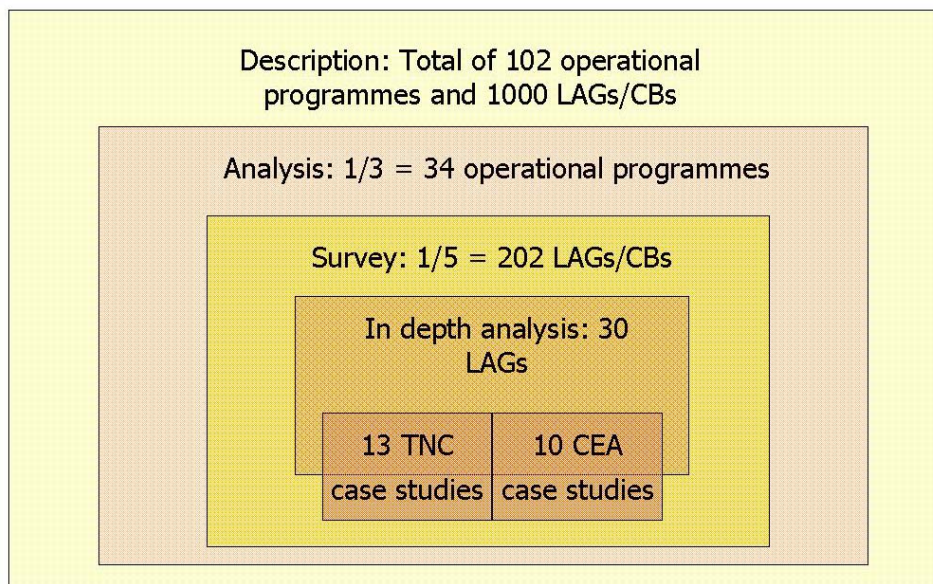 Description: Total of 102 operational
programmes and 1000 LAGs/CBs
Analysis: 1/3 = 34 operational programmes
Survey: 1/5 = 202 LAGs/CBs
In depth analysis: 30
LAGs
13 TNC
case studies
10 CEA
case studies